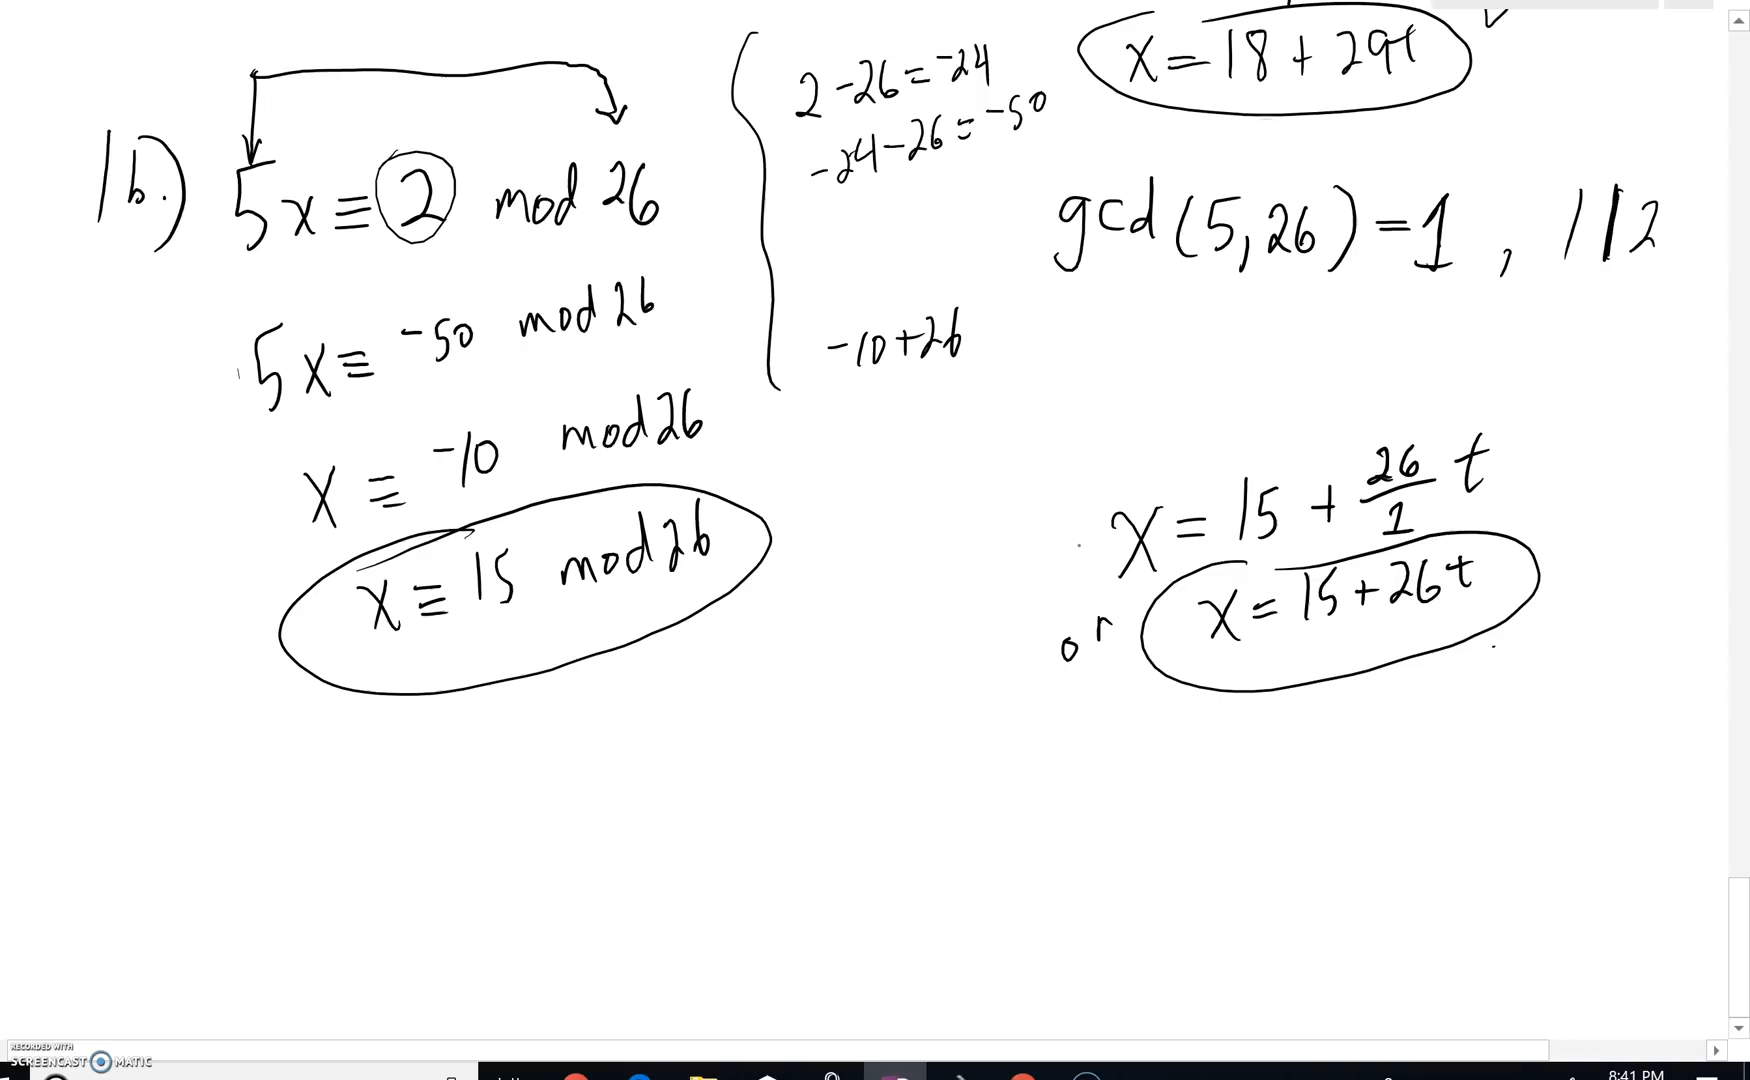 x = 18 + 29t
2 - 26 = -24
-24 - 26 = -50
1b.) 5x ≡ 2 mod 26
gcd(5,26) = 1 , 1|2
5x ≡ -50 mod 26
-10 + 26
x ≡ -10 mod 26
x = 15 + 26/1 t
x ≡ 15 mod 26
or x = 15 + 26t
RECORDED WITH
SCREENCAST MATIC
8:41 PM